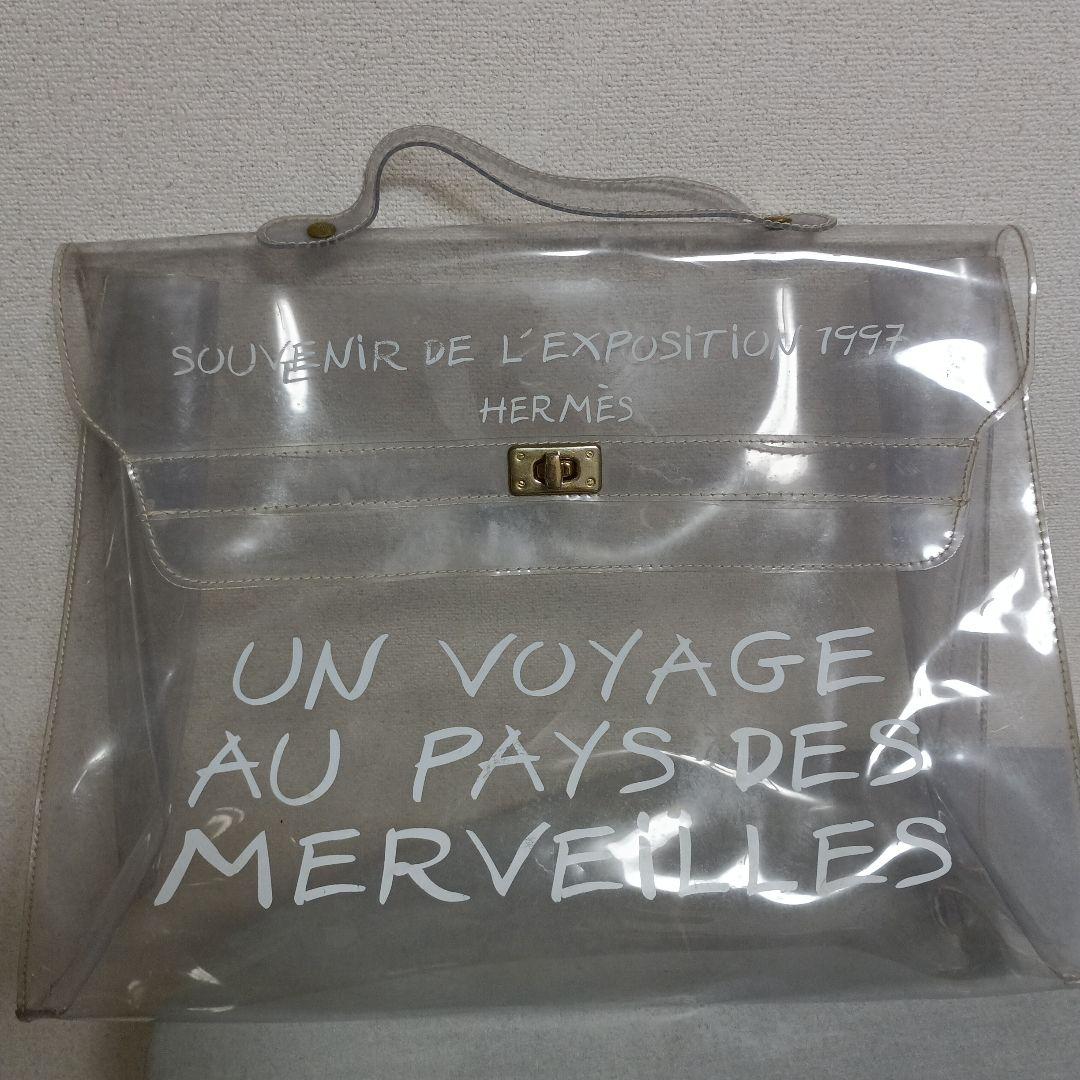 SOUVENIR DE L'EXPOSITION 1997
HERMÈS
UN VOYAGE
AU PAYS DES
MERVEILLES